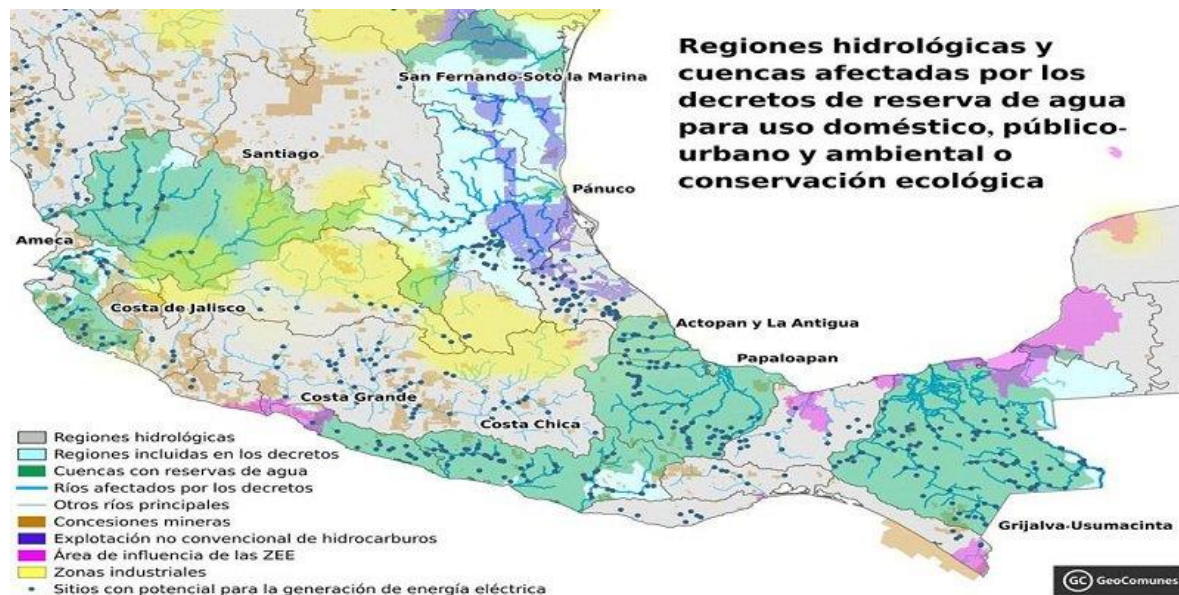 Regiones hidrológicas y
cuencas afectadas por los
decretos de reserva de agua
para uso doméstico, público-
urbano y ambiental o
conservación ecológica
San Fernando-Soto la Marina
Santiago
Pánuco
Ameca
Costa de Jalisco
Actopan y La Antigua
Papaloapan
Costa Grande
Costa Chica
Grijalva-Usumacinta
Regiones hidrológicas
Regiones incluidas en los decretos
Cuencas con reservas de agua
Ríos afectados por los decretos
Otros ríos principales
Concesiones mineras
Explotación no convencional de hidrocarburos
Área de influencia de las ZEE
Zonas industriales
Sitios con potencial para la generación de energía eléctrica
GC GeoComunes